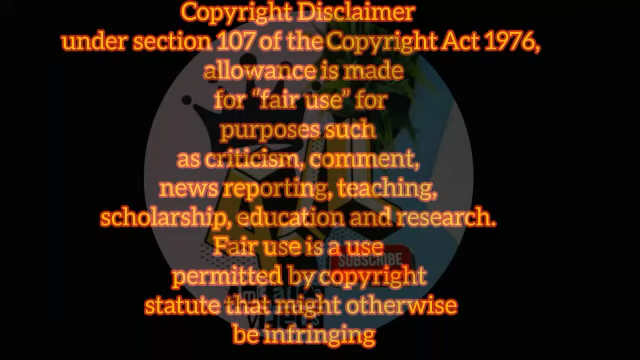 Copyright Disclaimer
under section 107 of the Copyright Act 1976,
allowance is made
for “fair use” for
purposes such
as criticism, comment,
news reporting, teaching,
scholarship, education and research.
Fair use is a use
SUBSCRIBE
permitted by copyright
statute that might otherwise
be infringing